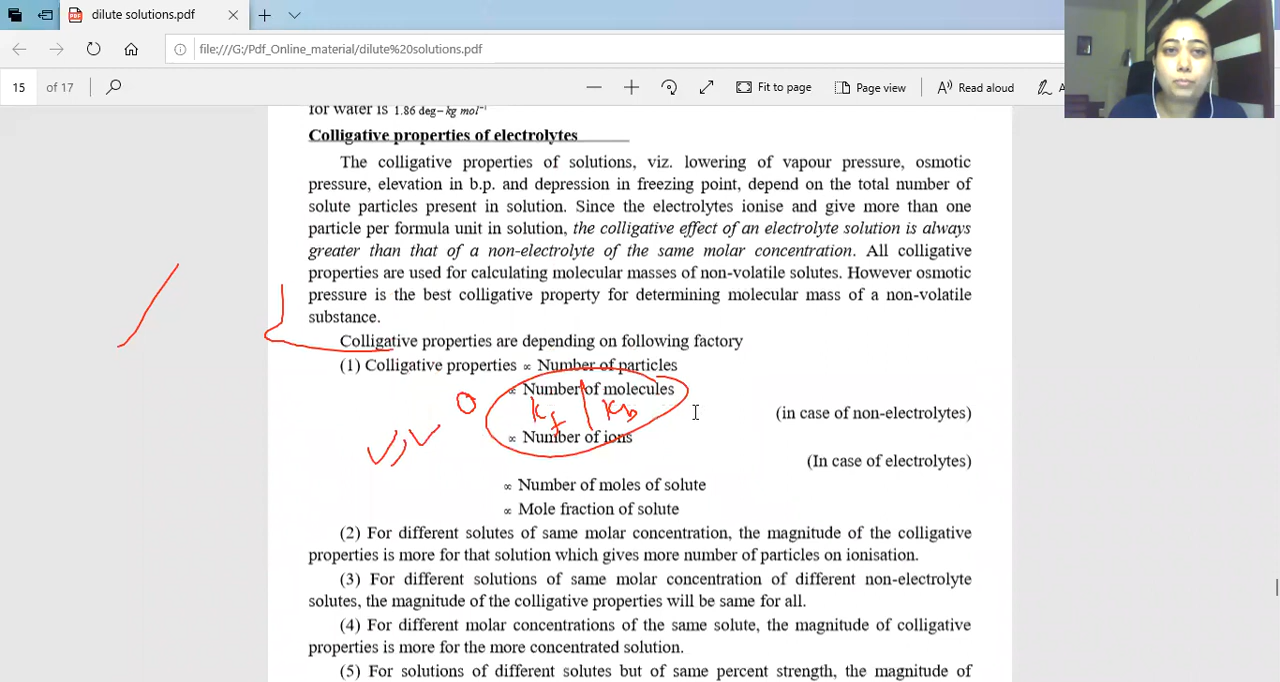 dilute solutions.pdf
file:///G:/Pdf_Online_material/dilute%20solutions.pdf
15 of 17 Fit to page Page view Read aloud
for water is 1.86 deg– kg mol⁻¹
Colligative properties of electrolytes
The colligative properties of solutions, viz. lowering of vapour pressure, osmotic
pressure, elevation in b.p. and depression in freezing point, depend on the total number of
solute particles present in solution. Since the electrolytes ionise and give more than one
particle per formula unit in solution, the colligative effect of an electrolyte solution is always
greater than that of a non-electrolyte of the same molar concentration. All colligative
properties are used for calculating molecular masses of non-volatile solutes. However osmotic
pressure is the best colligative property for determining molecular mass of a non-volatile
substance.
Colligative properties are depending on following factory
(1) Colligative properties ∝ Number of particles
∝ Number of molecules
kf / kb
(in case of non-electrolytes)
∝ Number of ions
(In case of electrolytes)
∝ Number of moles of solute
∝ Mole fraction of solute
(2) For different solutes of same molar concentration, the magnitude of the colligative
properties is more for that solution which gives more number of particles on ionisation.
(3) For different solutions of same molar concentration of different non-electrolyte
solutes, the magnitude of the colligative properties will be same for all.
(4) For different molar concentrations of the same solute, the magnitude of colligative
properties is more for the more concentrated solution.
(5) For solutions of different solutes but of same percent strength, the magnitude of